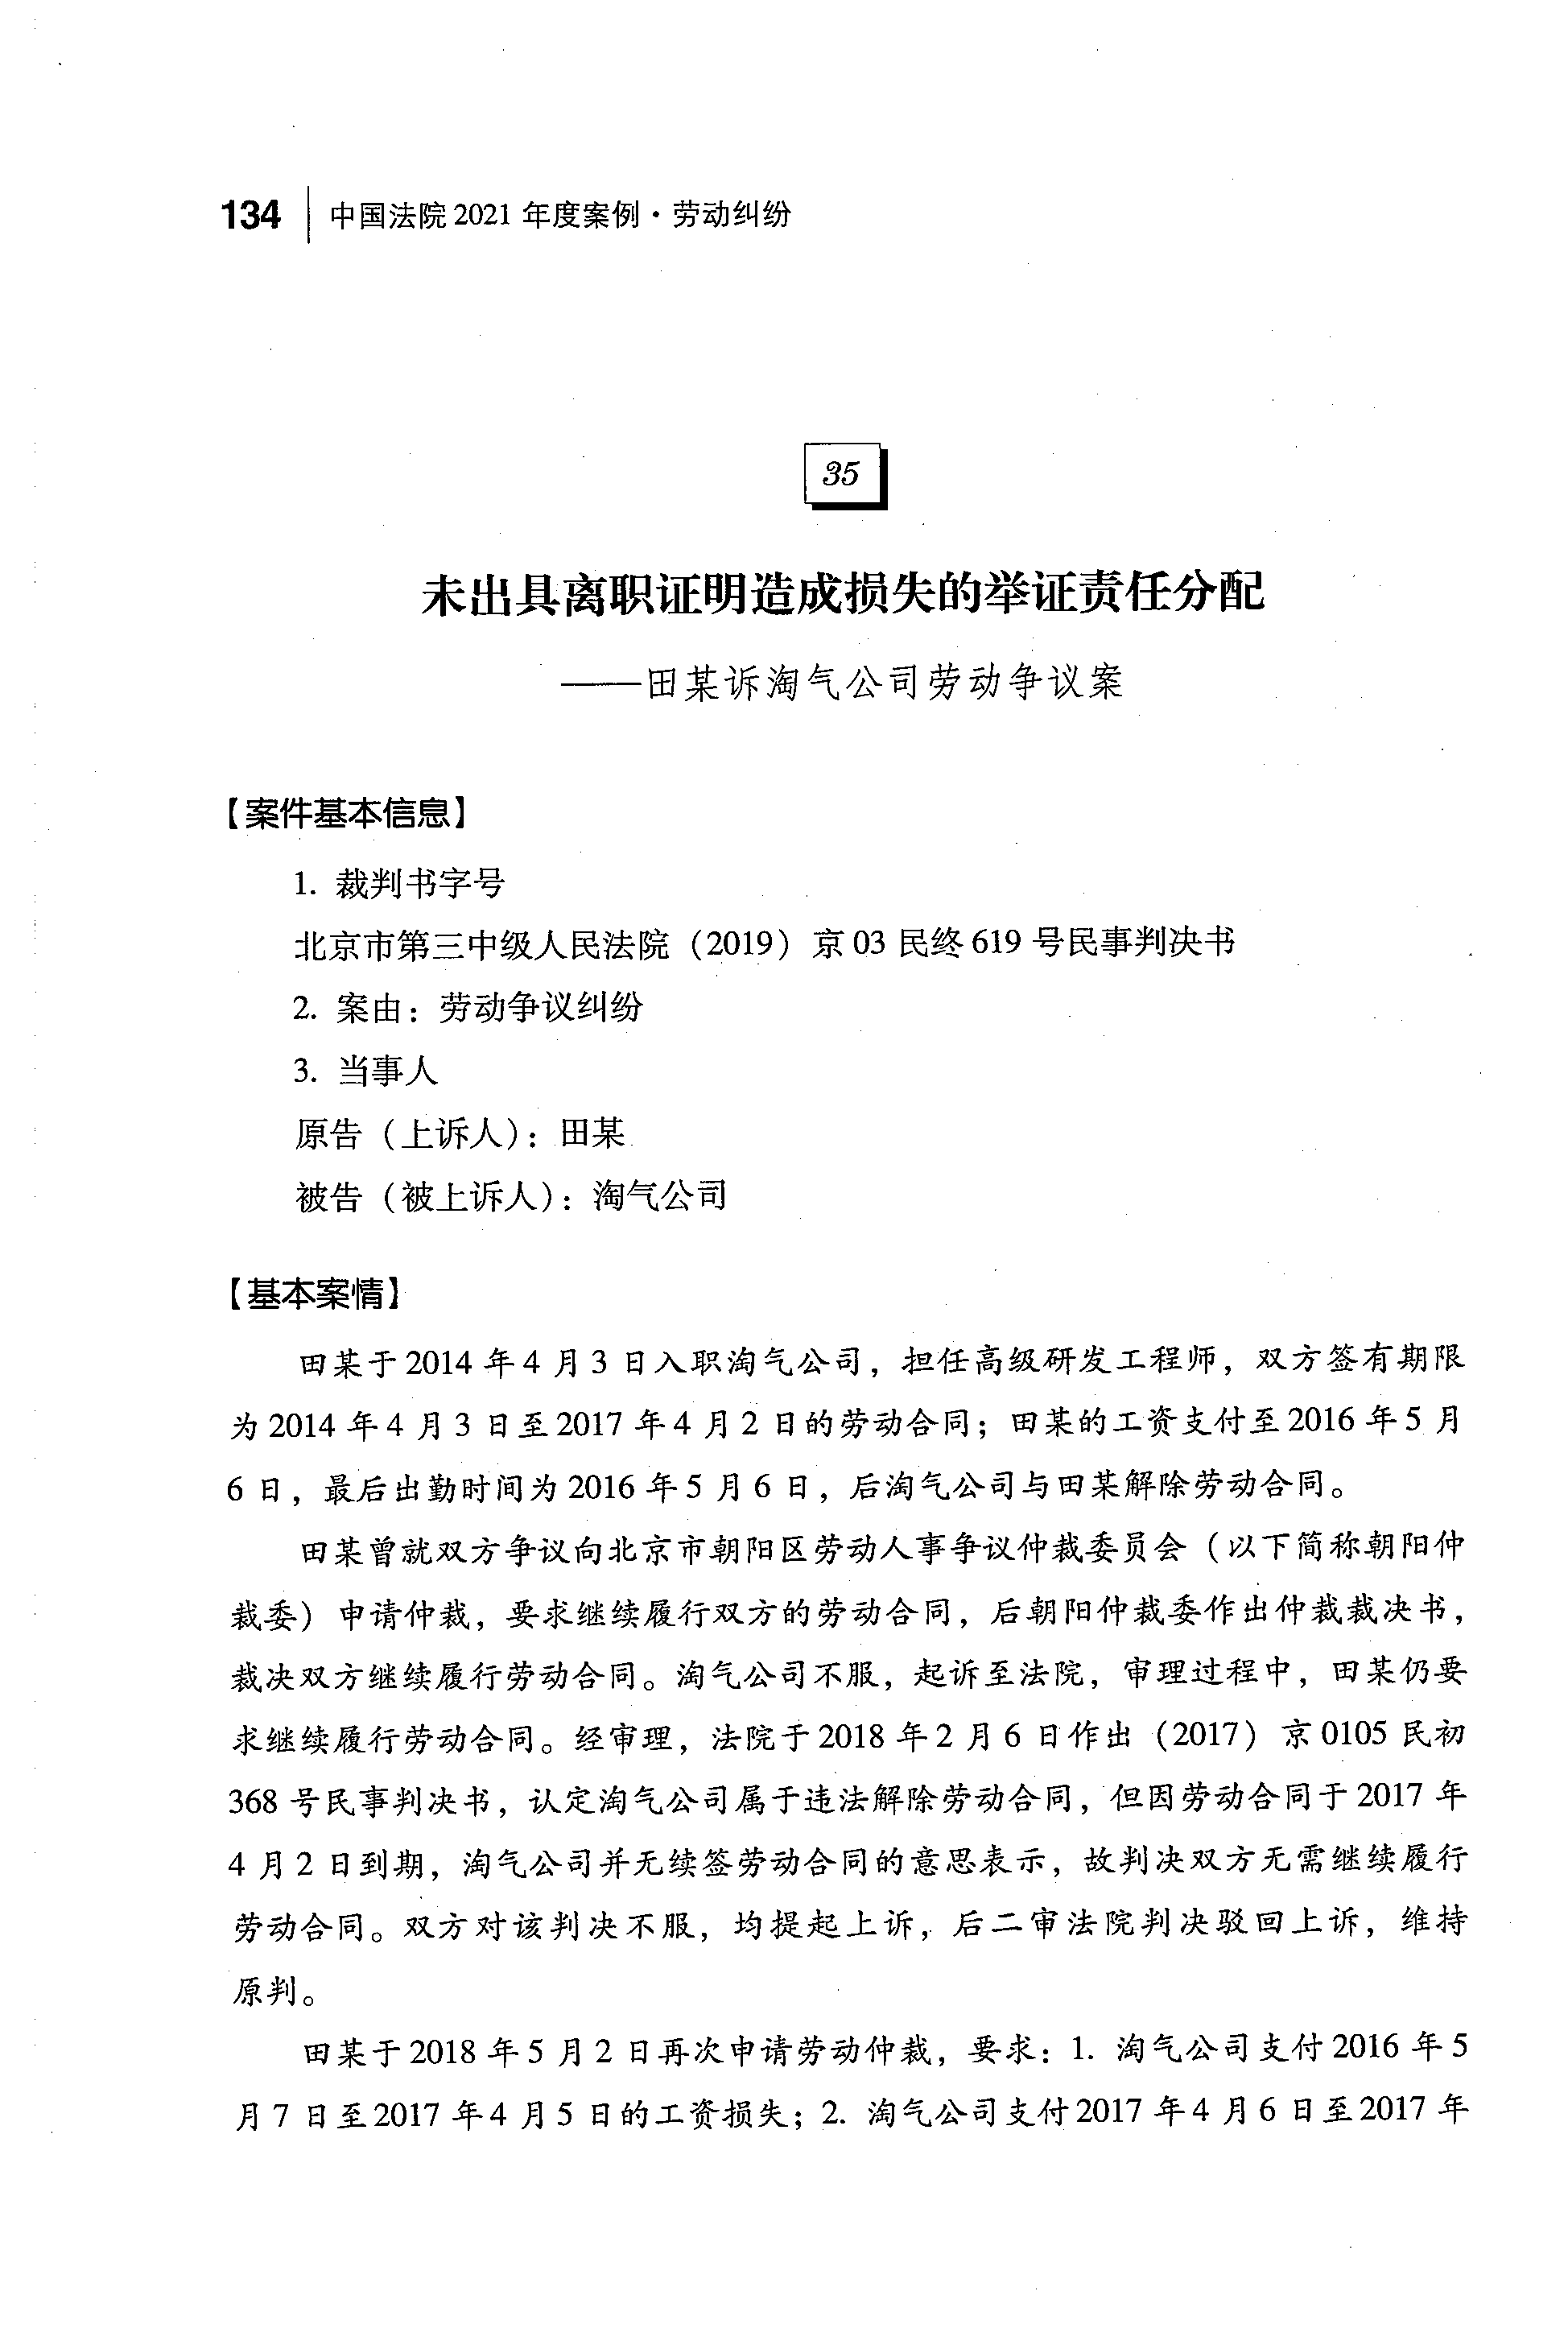 134 中国法院2021年度案例·劳动纠纷
35
未出具离职证明造成损失的举证责任分配
——田某诉淘气公司劳动争议案
【案件基本信息】
1. 裁判书字号
北京市第三中级人民法院（2019）京03民终619号民事判决书
2. 案由：劳动争议纠纷
3. 当事人
原告（上诉人）：田某
被告（被上诉人）：淘气公司
【基本案情】
田某于2014年4月3日入职淘气公司，担任高级研发工程师，双方签有期限
为2014年4月3日至2017年4月2日的劳动合同；田某的工资支付至2016年5月
6日，最后出勤时间为2016年5月6日，后淘气公司与田某解除劳动合同。
田某曾就双方争议向北京市朝阳区劳动人事争议仲裁委员会（以下简称朝阳仲
裁委）申请仲裁，要求继续履行双方的劳动合同，后朝阳仲裁委作出仲裁裁决书，
裁决双方继续履行劳动合同。淘气公司不服，起诉至法院，审理过程中，田某仍要
求继续履行劳动合同。经审理，法院于2018年2月6日作出（2017）京0105民初
368号民事判决书，认定淘气公司属于违法解除劳动合同，但因劳动合同于2017年
4月2日到期，淘气公司并无续签劳动合同的意思表示，故判决双方无需继续履行
劳动合同。双方对该判决不服，均提起上诉，后二审法院判决驳回上诉，维持
原判。
田某于2018年5月2日再次申请劳动仲裁，要求：1. 淘气公司支付2016年5
月7日至2017年4月5日的工资损失；2. 淘气公司支付2017年4月6日至2017年